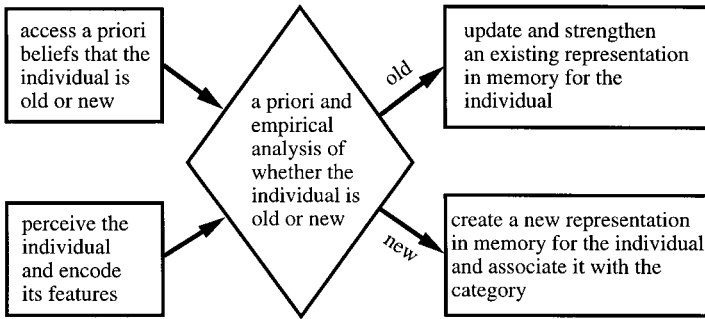 access a priori
beliefs that the
individual is
old or new
perceive the
individual
and encode
its features
a priori and
empirical
analysis of
whether the
individual is
old or new
old
new
update and strengthen
an existing representation
in memory for the
individual
create a new representation
in memory for the individual
and associate it with the
category